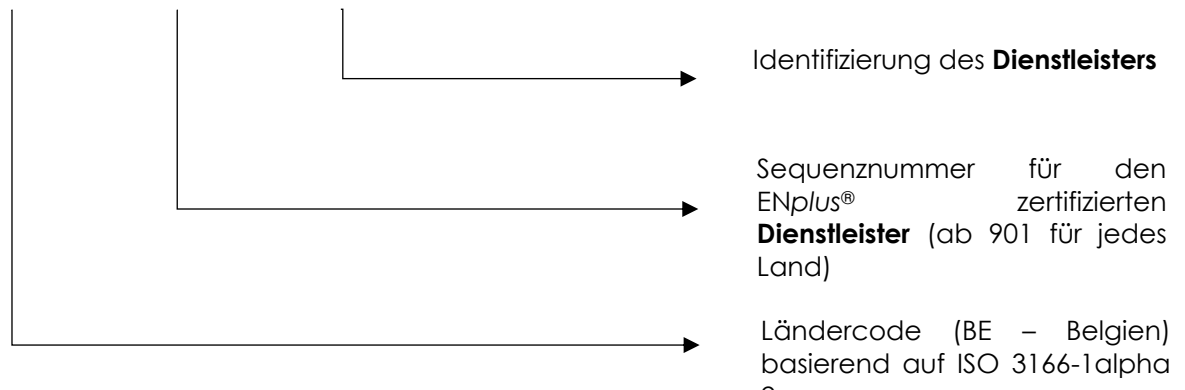 Identifizierung des Dienstleisters
Sequenznummer für den
ENplus® zertifizierten
Dienstleister (ab 901 für jedes
Land)
Ländercode (BE – Belgien)
basierend auf ISO 3166-1alpha